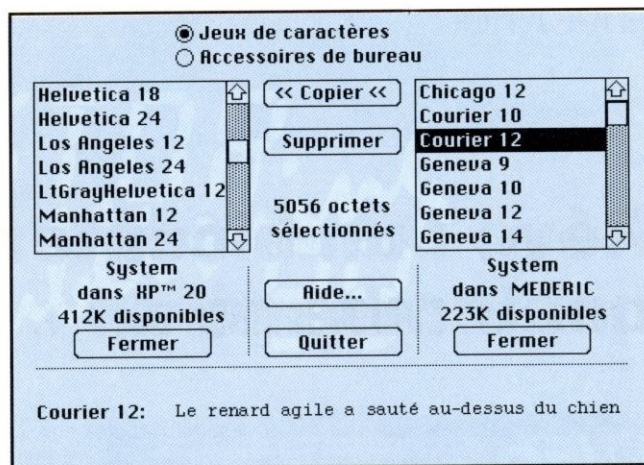 Jeux de caractères
Accessoires de bureau
Helvetica 18
Helvetica 24
Los Angeles 12
Los Angeles 24
LtGrayHelvetica 12
Manhattan 12
Manhattan 24
<< Copier <<
Supprimer
5056 octets
sélectionnés
Chicago 12
Courier 10
Courier 12
Geneva 9
Geneva 10
Geneva 12
Geneva 14
System
dans XP™ 20
412K disponibles
Fermer
Aide...
Quitter
System
dans MEDERIC
223K disponibles
Fermer
Courier 12: Le renard agile a sauté au-dessus du chien